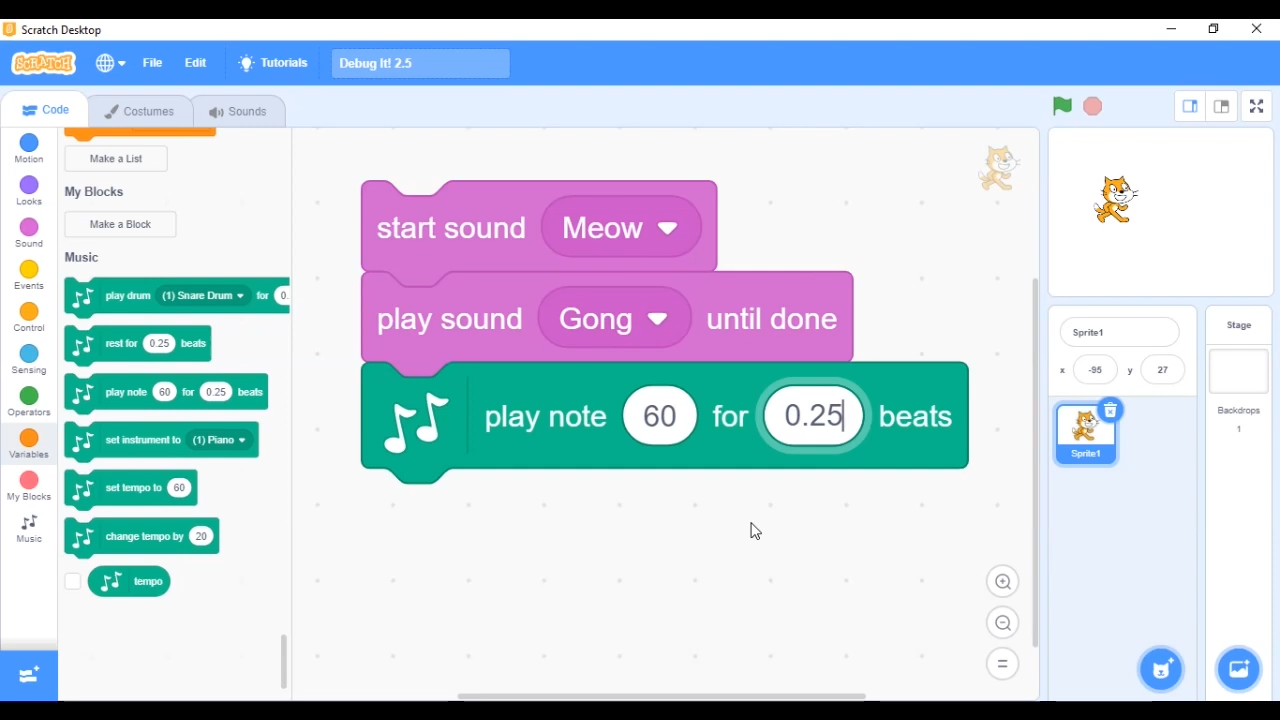 Scratch Desktop
SCRATCH File Edit Tutorials Debug It! 2.5
Code Costumes Sounds
Motion
Looks
Sound
Events
Control
Sensing
Operators
Variables
My Blocks
Music
Make a List
My Blocks
Make a Block
Music
play drum (1) Snare Drum for 0.
rest for 0.25 beats
play note 60 for 0.25 beats
set instrument to (1) Piano
set tempo to 60
change tempo by 20
tempo
start sound Meow
play sound Gong until done
play note 60 for 0.25 beats
Sprite1
x -95 y 27
Sprite1
Stage
Backdrops
1